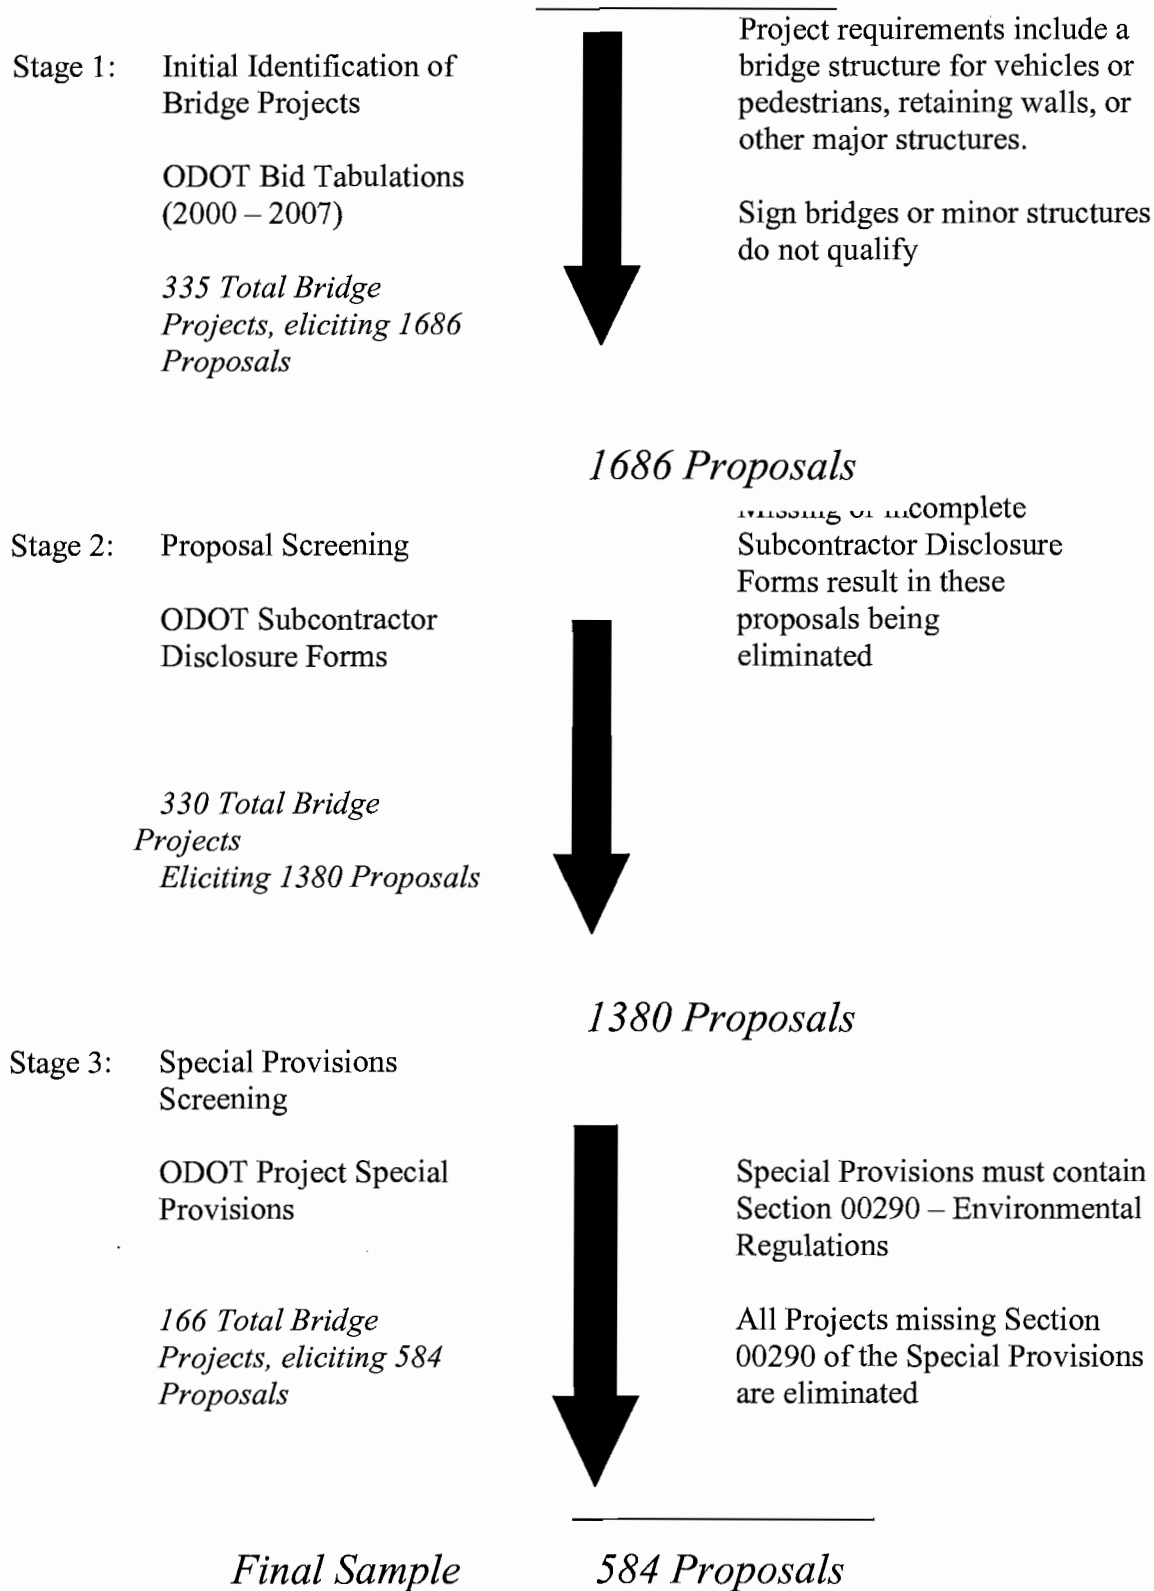 Stage 1:
Initial Identification of
Bridge Projects
ODOT Bid Tabulations
(2000 – 2007)
335 Total Bridge
Projects, eliciting 1686
Proposals
Project requirements include a
bridge structure for vehicles or
pedestrians, retaining walls, or
other major structures.
Sign bridges or minor structures
do not qualify
1686 Proposals
Stage 2:
Proposal Screening
ODOT Subcontractor
Disclosure Forms
330 Total Bridge
Projects
Eliciting 1380 Proposals
Missing or incomplete
Subcontractor Disclosure
Forms result in these
proposals being
eliminated
1380 Proposals
Stage 3:
Special Provisions
Screening
ODOT Project Special
Provisions
166 Total Bridge
Projects, eliciting 584
Proposals
Special Provisions must contain
Section 00290 – Environmental
Regulations
All Projects missing Section
00290 of the Special Provisions
are eliminated
Final Sample 584 Proposals